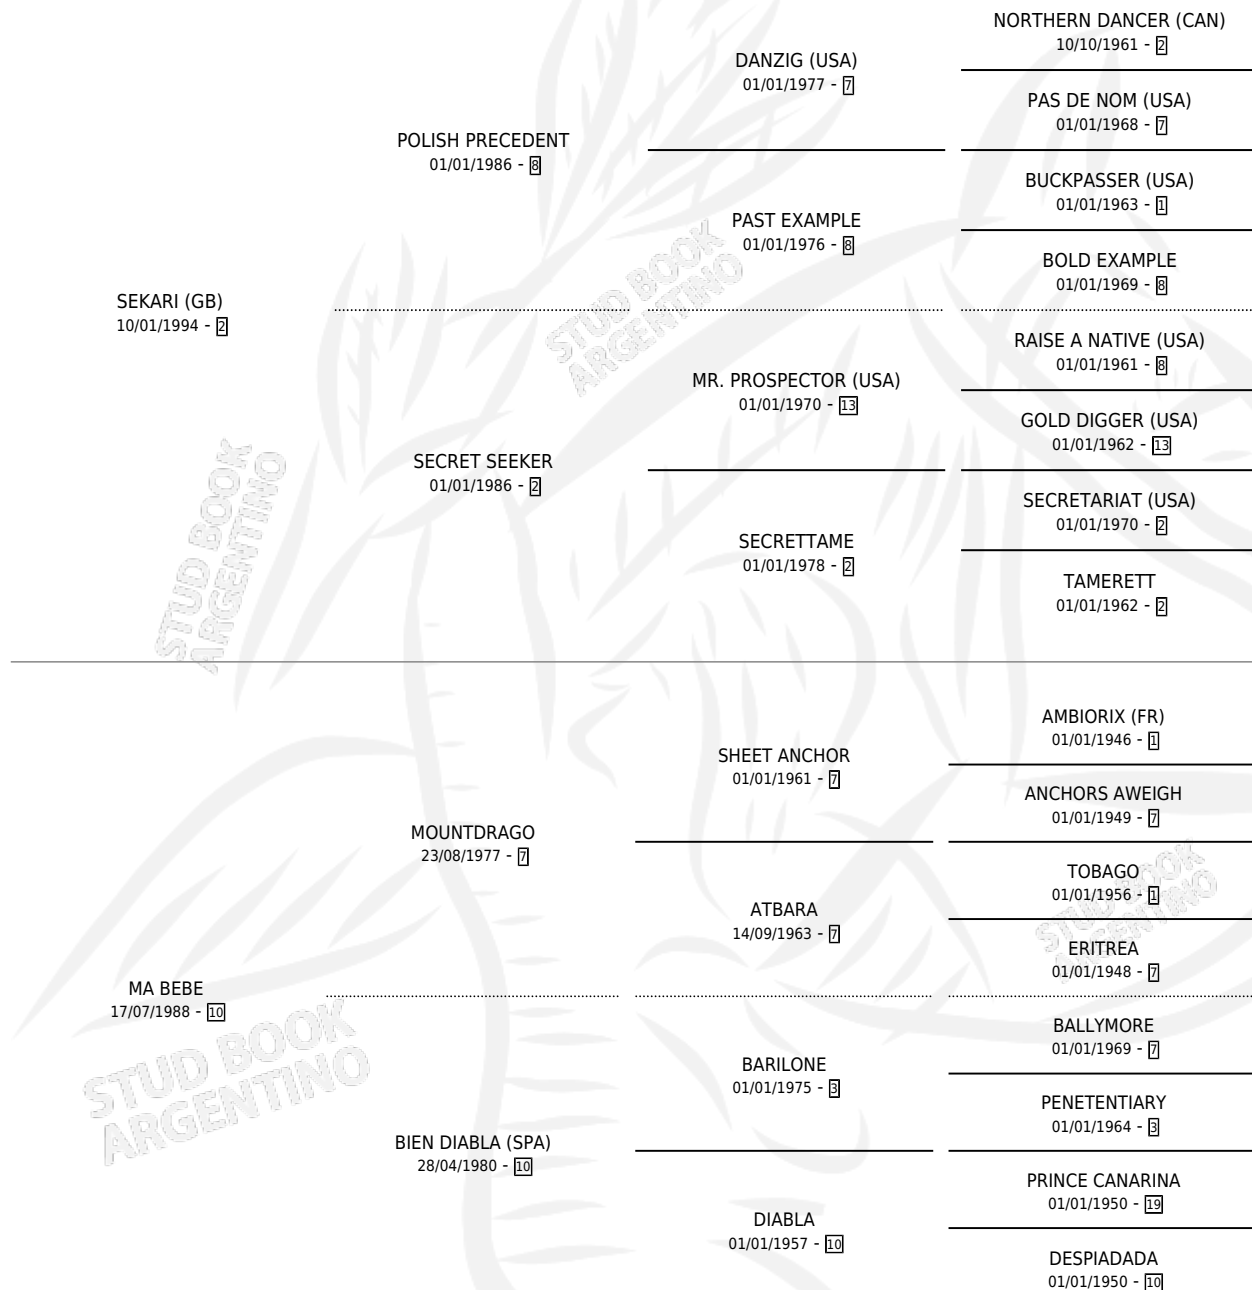 NORTHERN DANCER (CAN)
10/10/1961 - 2
DANZIG (USA)
01/01/1977 - 7
PAS DE NOM (USA)
01/01/1968 - 7
POLISH PRECEDENT
01/01/1986 - 8
BUCKPASSER (USA)
01/01/1963 - 1
PAST EXAMPLE
01/01/1976 - 8
BOLD EXAMPLE
01/01/1969 - 8
SEKARI (GB)
10/01/1994 - 2
STUD BOOK
ARGENTINO
RAISE A NATIVE (USA)
01/01/1961 - 8
MR. PROSPECTOR (USA)
01/01/1970 - 13
GOLD DIGGER (USA)
01/01/1962 - 13
SECRET SEEKER
01/01/1986 - 2
SECRETARIAT (USA)
01/01/1970 - 2
SECRETTAME
01/01/1978 - 2
TAMERETT
01/01/1962 - 2
STUD BOOK
ARGENTINO
AMBIORIX (FR)
01/01/1946 - 1
SHEET ANCHOR
01/01/1961 - 7
ANCHORS AWEIGH
01/01/1949 - 7
MOUNTDRAGO
23/08/1977 - 7
TOBAGO
01/01/1956 - 1
ATBARA
14/09/1963 - 7
ERITREA
01/01/1948 - 7
STUD BOOK
ARGENTINO
MA BEBE
17/07/1988 - 10
BALLYMORE
01/01/1969 - 7
BARILONE
01/01/1975 - 3
PENETENTIARY
01/01/1964 - 3
STUD BOOK
ARGENTINO
BIEN DIABLA (SPA)
28/04/1980 - 10
PRINCE CANARINA
01/01/1950 - 19
DIABLA
01/01/1957 - 10
DESPIADADA
01/01/1950 - 10